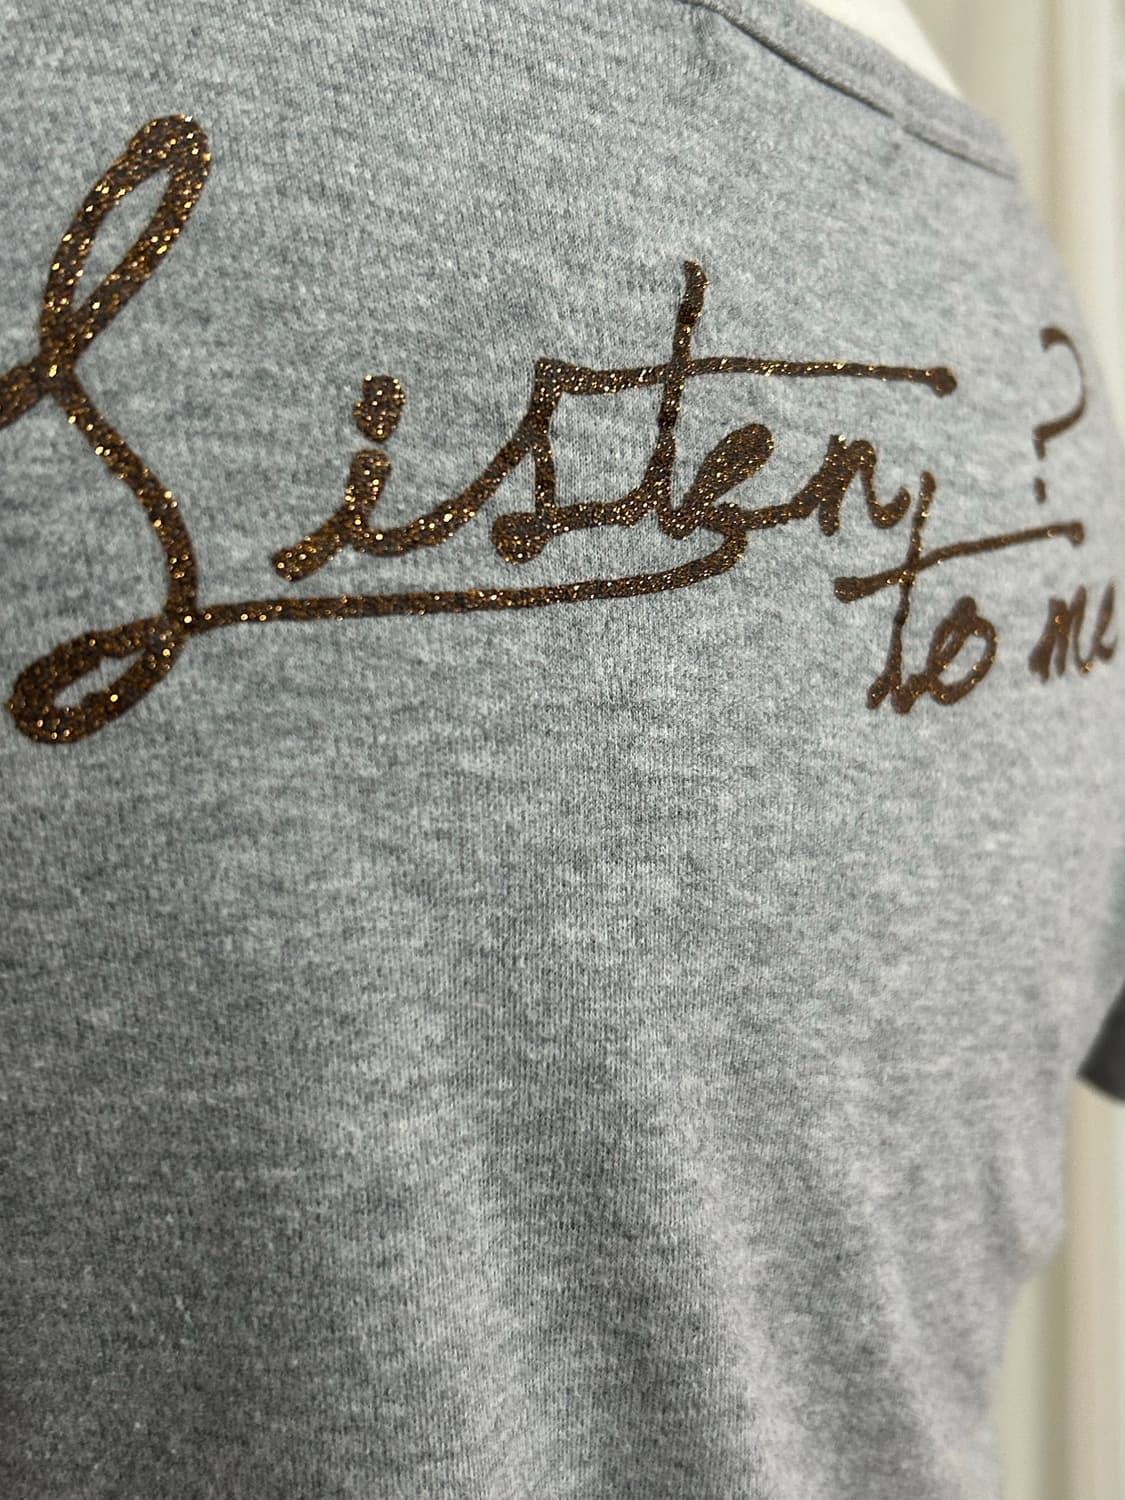 Listen ?
to me